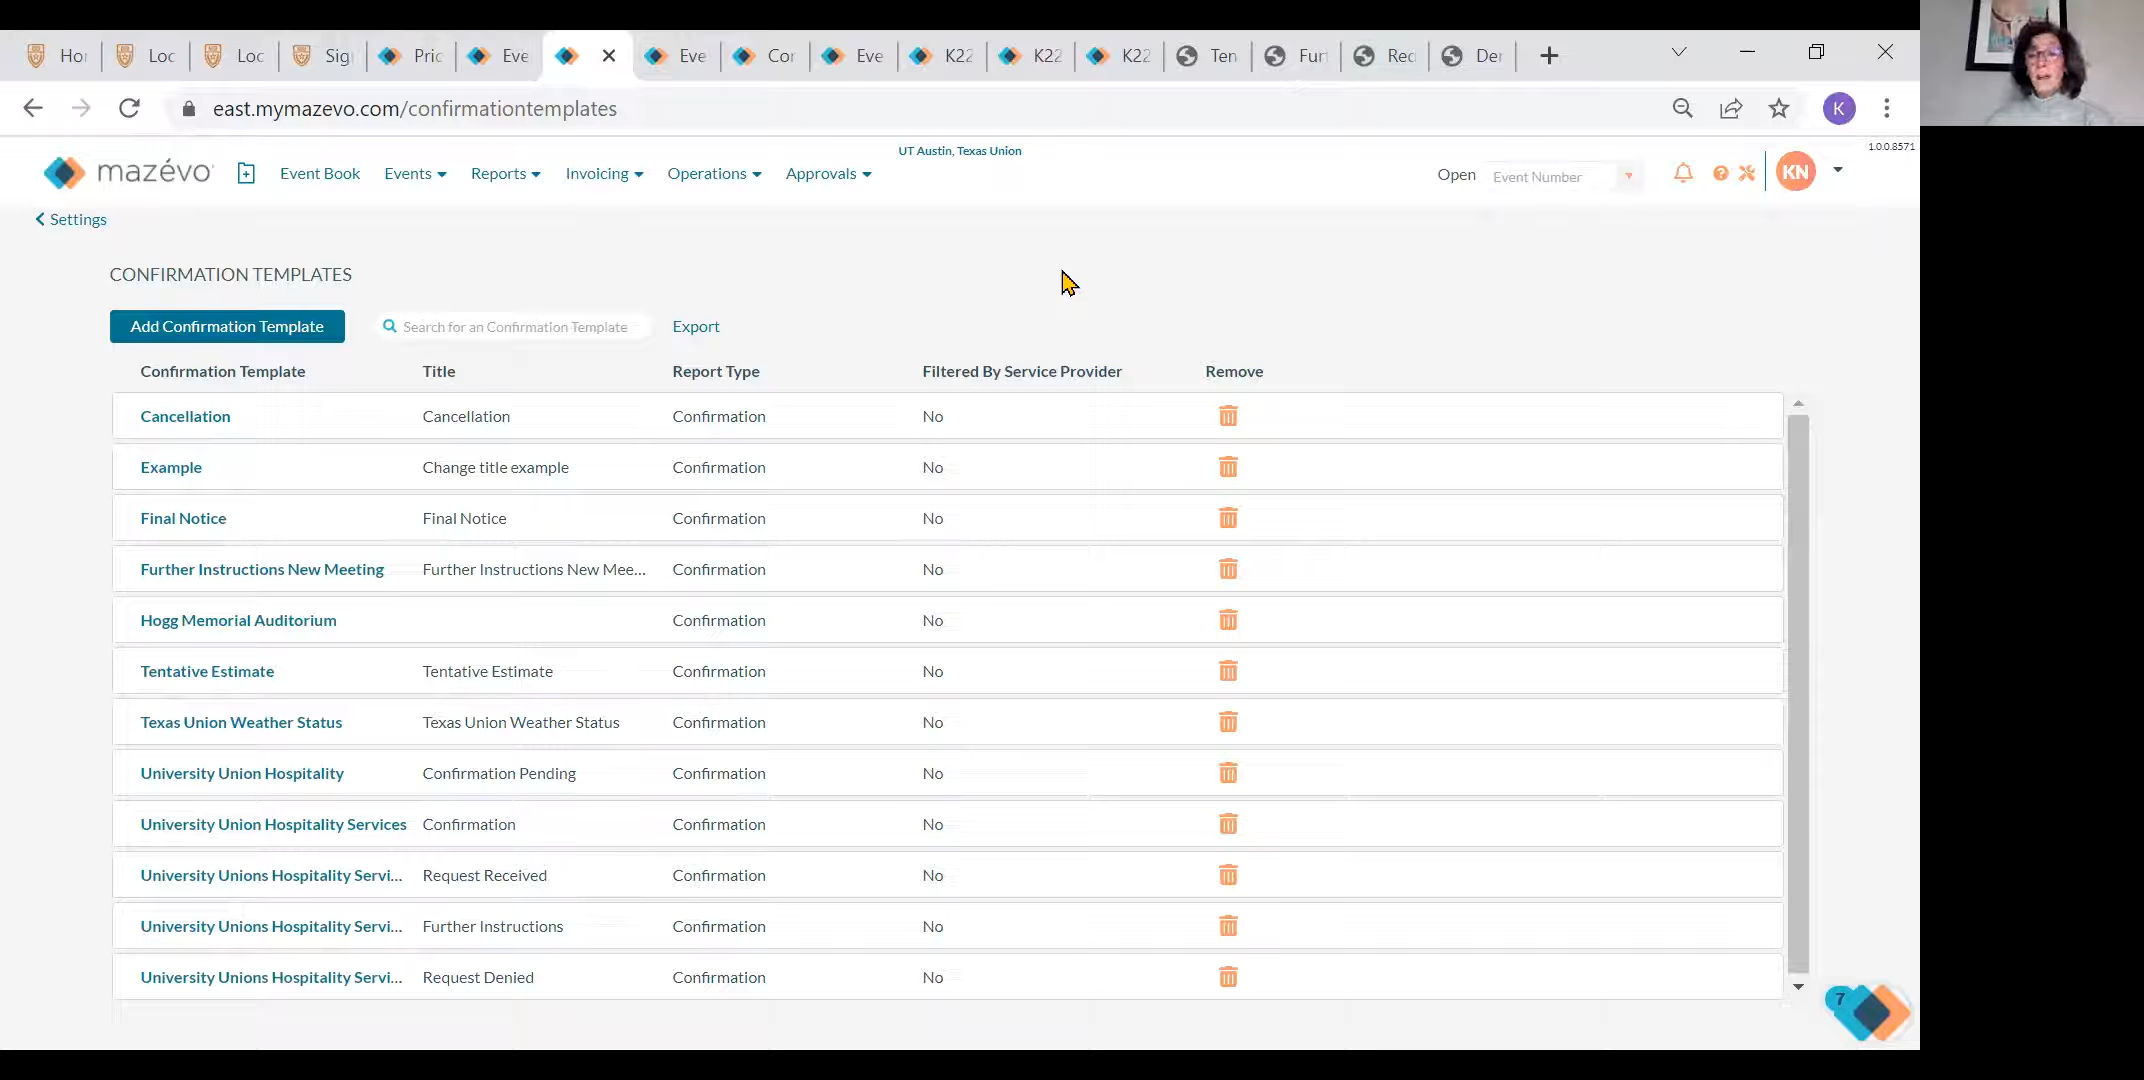 Hor
Loc
Loc
Sig
Pric
Eve
Eve
Cor
Eve
K22
K22
K22
Ten
Fur
Rec
Der
east.mymazevo.com/confirmationtemplates
K
UT Austin, Texas Union
1.0.0.8571
mazévo
Event Book
Events
Reports
Invoicing
Operations
Approvals
Open
Event Number
KN
Settings
CONFIRMATION TEMPLATES
Add Confirmation Template
Search for an Confirmation Template
Export
Confirmation Template Title Report Type Filtered By Service Provider Remove
Cancellation Cancellation Confirmation No
Example Change title example Confirmation No
Final Notice Final Notice Confirmation No
Further Instructions New Meeting Further Instructions New Mee... Confirmation No
Hogg Memorial Auditorium Confirmation No
Tentative Estimate Tentative Estimate Confirmation No
Texas Union Weather Status Texas Union Weather Status Confirmation No
University Union Hospitality Confirmation Pending Confirmation No
University Union Hospitality Services Confirmation Confirmation No
University Unions Hospitality Servi... Request Received Confirmation No
University Unions Hospitality Servi... Further Instructions Confirmation No
University Unions Hospitality Servi... Request Denied Confirmation No
7